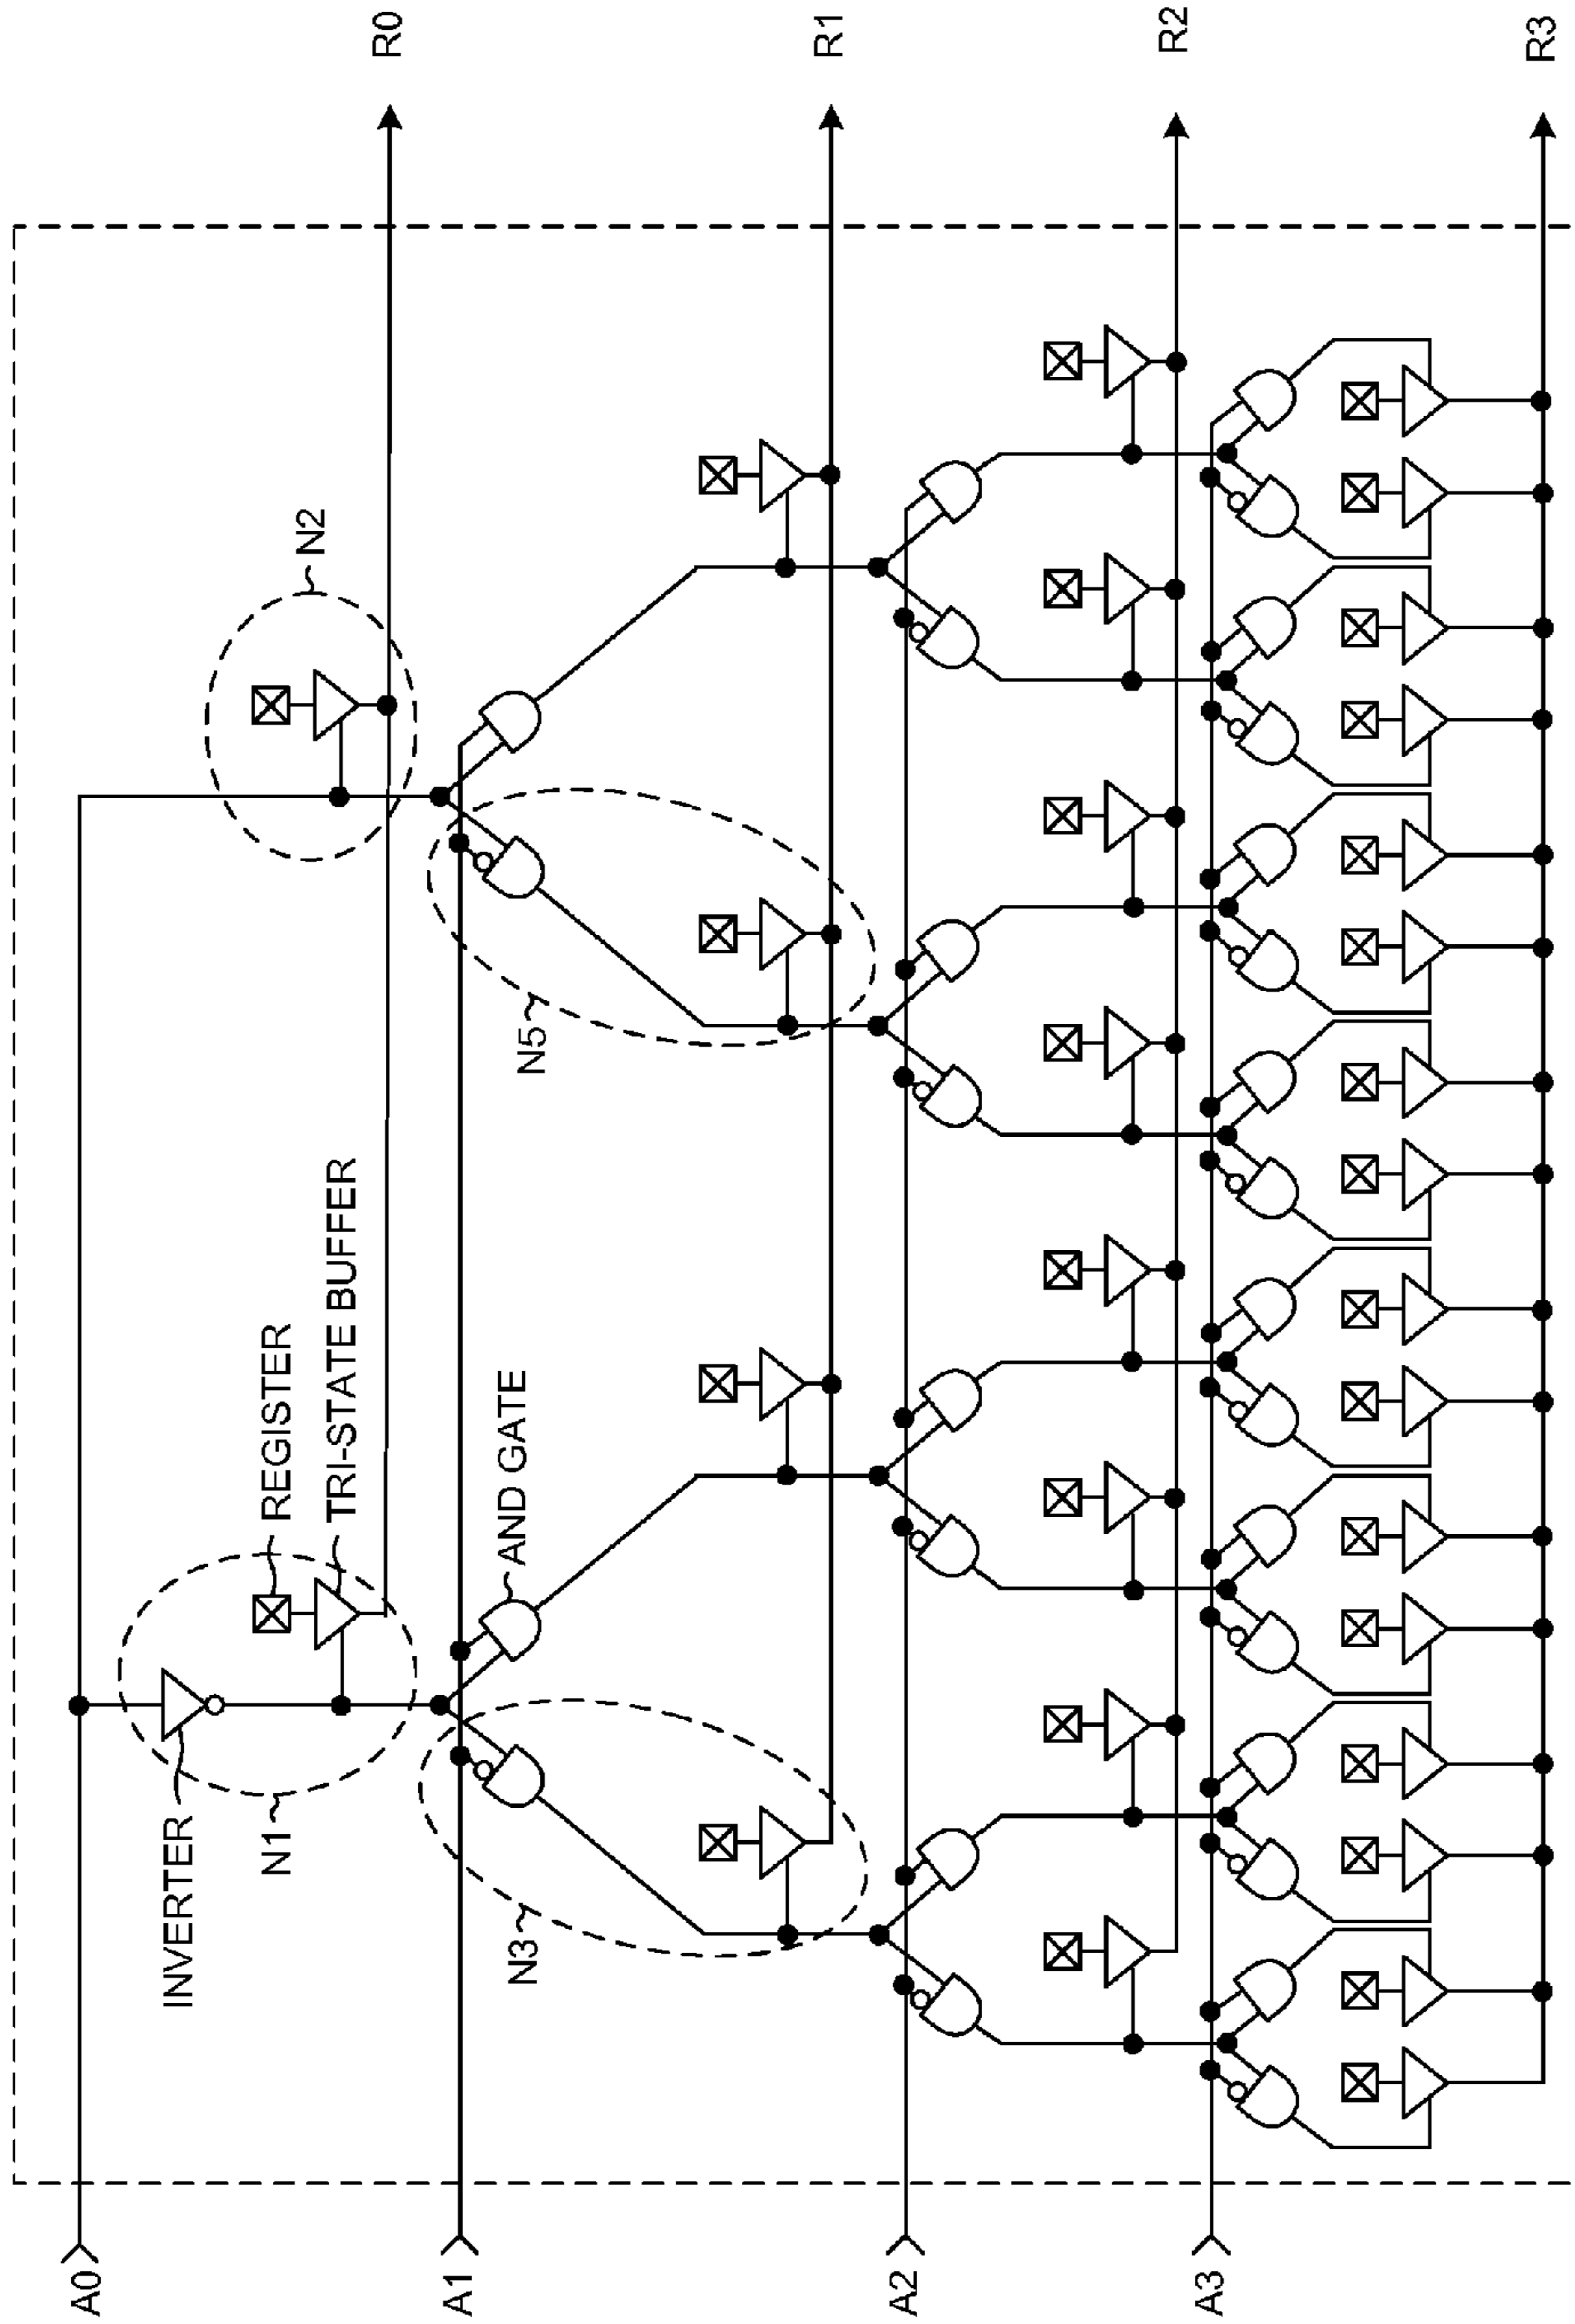 A0
INVERTER
N1
REGISTER
TRI-STATE BUFFER
N2
R0
A1
N3
AND GATE
N5
R1
A2
R2
A3
R3